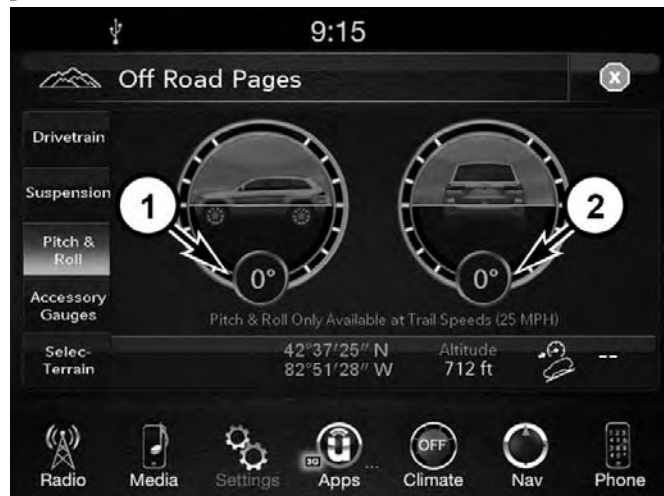 9:15
Off Road Pages
X
Drivetrain
Suspension
Pitch &
Roll
Accessory
Gauges
Selec-
Terrain
1
2
0°
0°
Pitch & Roll Only Available at Trail Speeds (25 MPH)
42°37'25" N
82°51'28" W
Altitude
712 ft
--
Radio
Media
Settings
3G
Apps
...
OFF
Climate
Nav
Phone